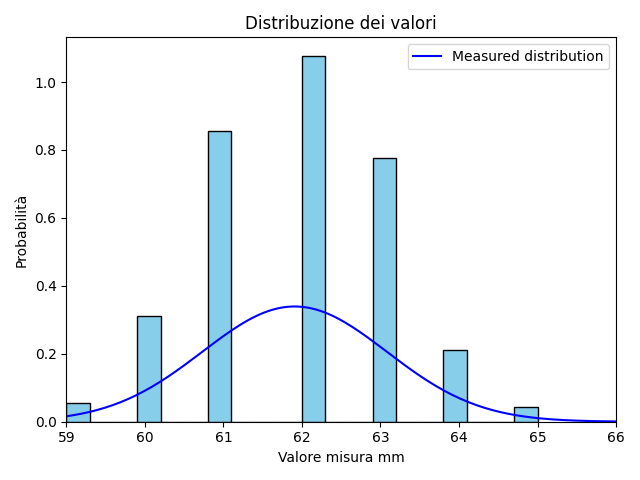 Distribuzione dei valori
Measured distribution
Probabilità
1.0
0.8
0.6
0.4
0.2
0.0
59 60 61 62 63 64 65 66
Valore misura mm